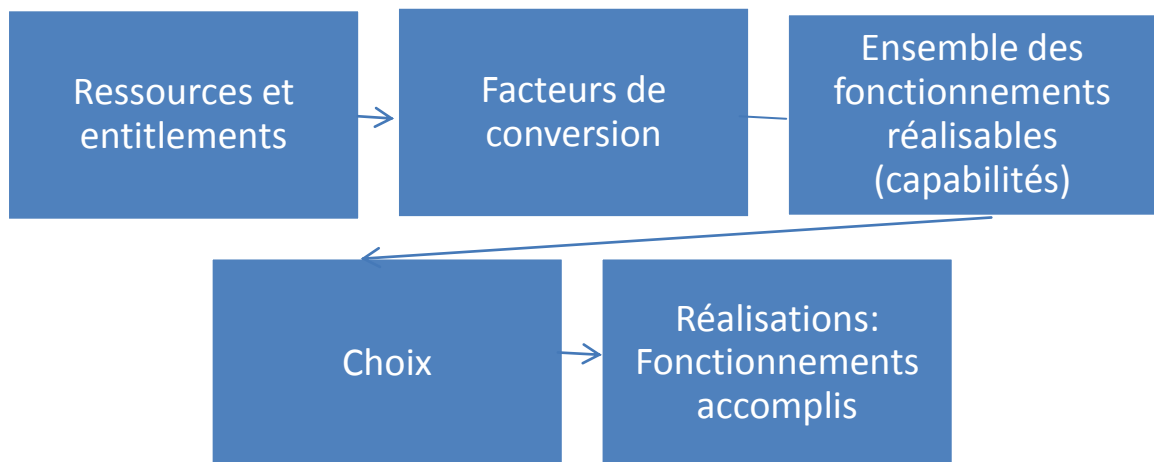 Ressources et
entitlements
Facteurs de
conversion
Ensemble des
fonctionnements
réalisables
(capabilités)
Choix
Réalisations:
Fonctionnements
accomplis